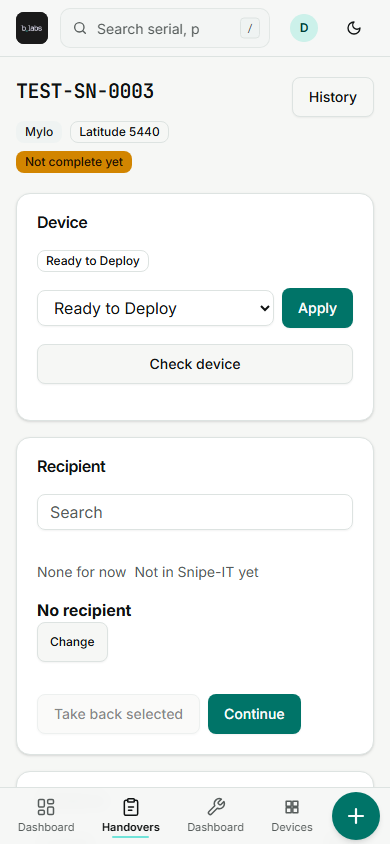 b_labs
Search serial, p
/
D
TEST-SN-0003
History
Mylo
Latitude 5440
Not complete yet
Device
Ready to Deploy
Ready to Deploy
Apply
Check device
Recipient
Search
None for now Not in Snipe-IT yet
No recipient
Change
Take back selected
Continue
Dashboard
Handovers
Dashboard
Devices